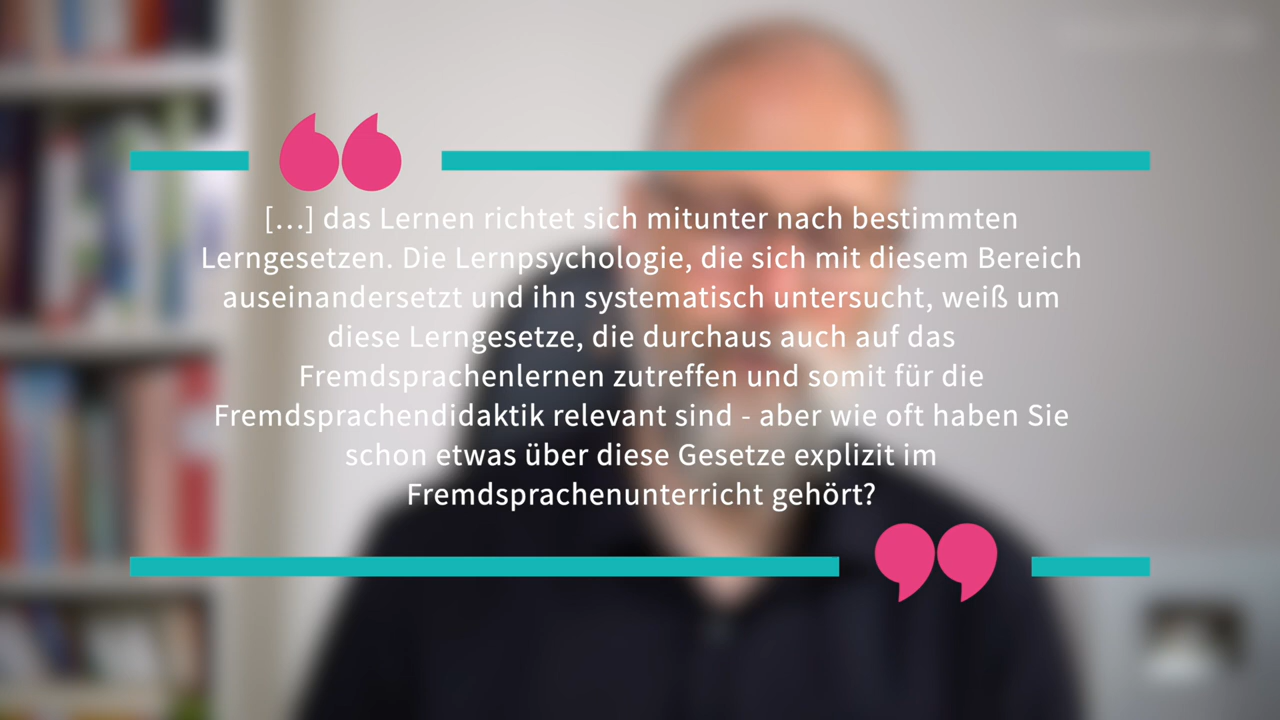 [...] das Lernen richtet sich mitunter nach bestimmten
Lerngesetzen. Die Lernpsychologie, die sich mit diesem Bereich
auseinandersetzt und ihn systematisch untersucht, weiß um
diese Lerngesetze, die durchaus auch auf das
Fremdsprachenlernen zutreffen und somit für die
Fremdsprachendidaktik relevant sind - aber wie oft haben Sie
schon etwas über diese Gesetze explizit im
Fremdsprachenunterricht gehört?